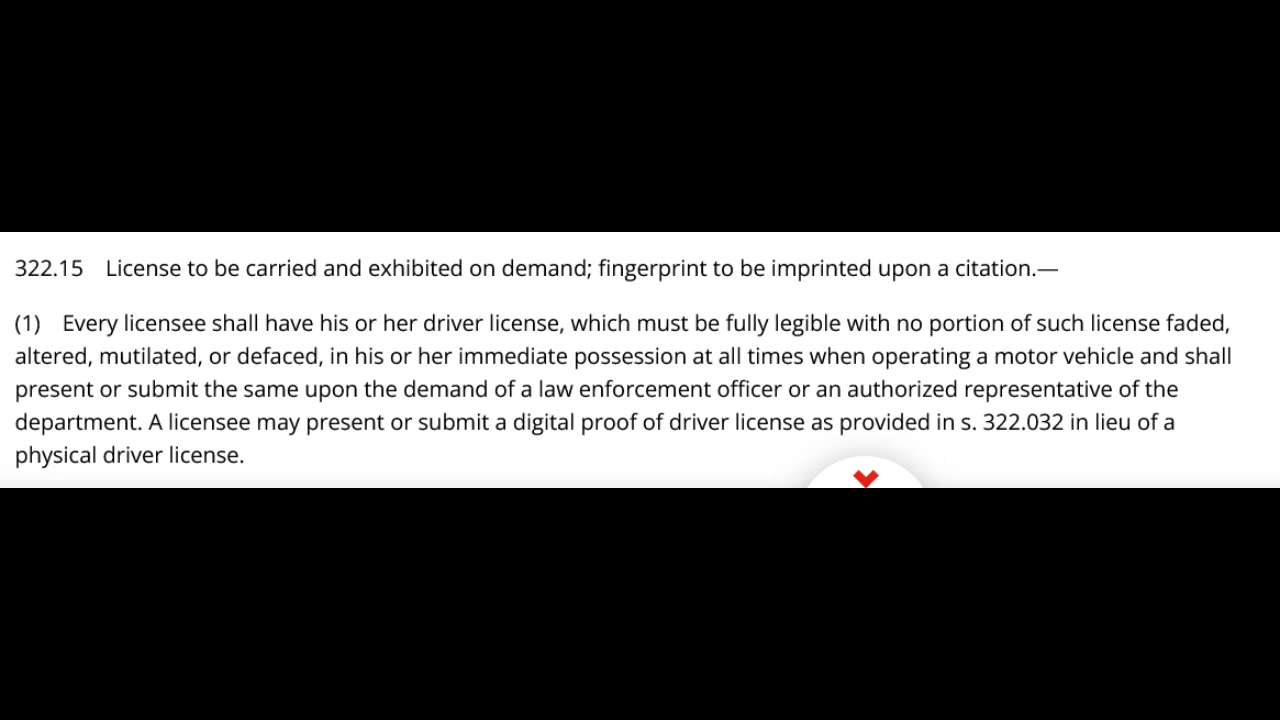 322.15 License to be carried and exhibited on demand; fingerprint to be imprinted upon a citation.—
(1) Every licensee shall have his or her driver license, which must be fully legible with no portion of such license faded,
altered, mutilated, or defaced, in his or her immediate possession at all times when operating a motor vehicle and shall
present or submit the same upon the demand of a law enforcement officer or an authorized representative of the
department. A licensee may present or submit a digital proof of driver license as provided in s. 322.032 in lieu of a
physical driver license.